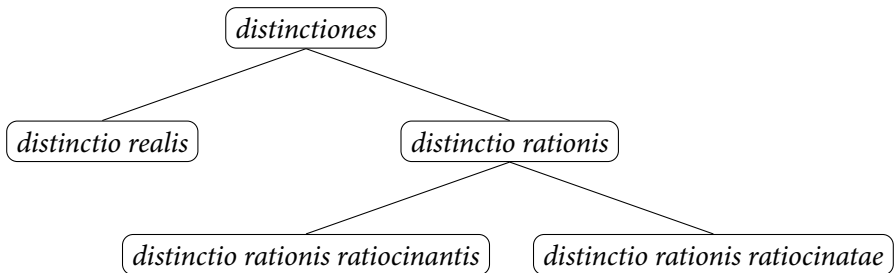 distinctiones
distinctio realis
distinctio rationis
distinctio rationis ratiocinantis
distinctio rationis ratiocinatae